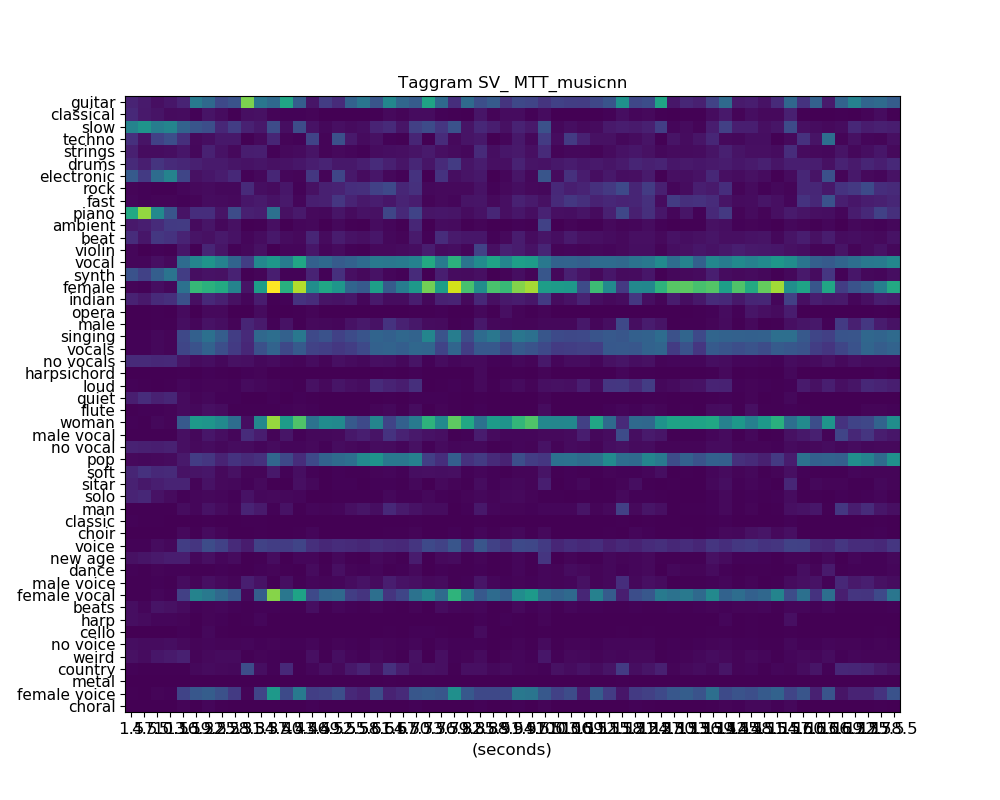 Taggram SV_ MTT_musicnn
guitar
classical
slow
techno
strings
drums
electronic
rock
fast
piano
ambient
beat
violin
vocal
synth
female
indian
opera
male
singing
vocals
no vocals
harpsichord
loud
quiet
flute
woman
male vocal
no vocal
pop
soft
sitar
solo
man
classic
choir
voice
new age
dance
male voice
female vocal
beats
harp
cello
no voice
weird
country
metal
female voice
choral
(seconds)